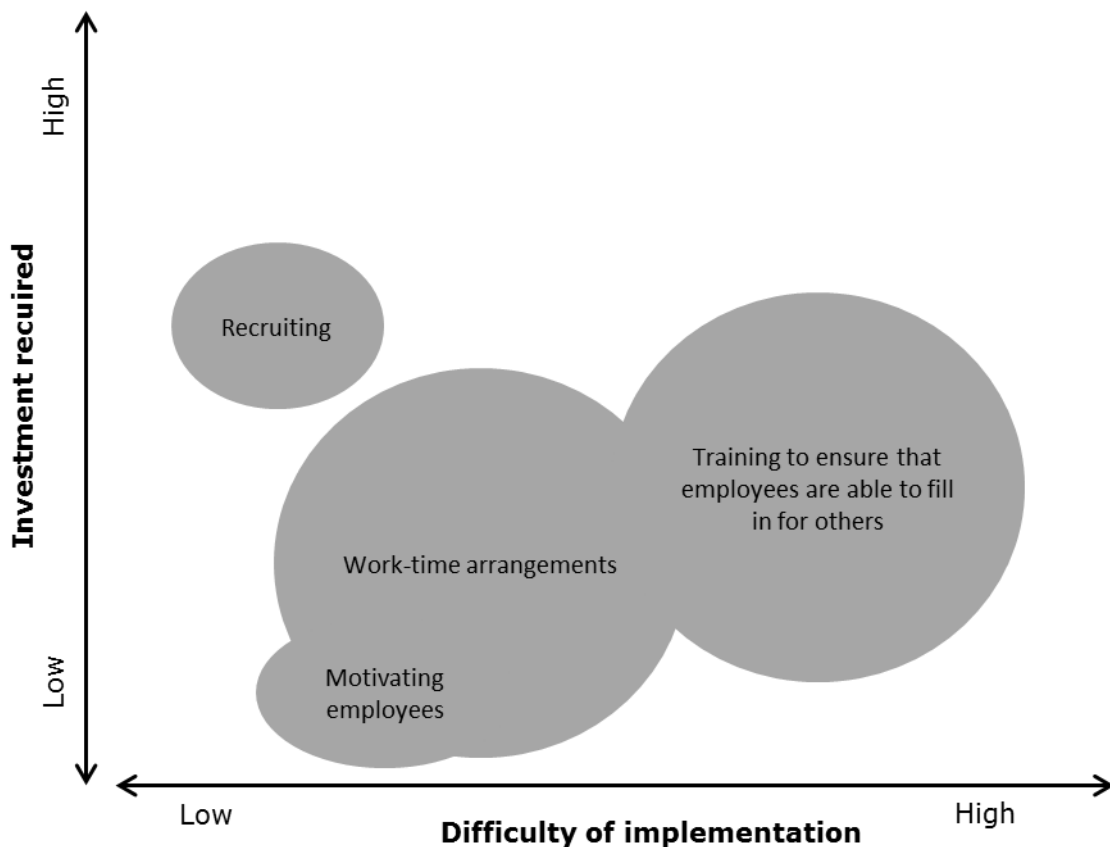 High
Investment recuired
Low
Recruiting
Training to ensure that
employees are able to fill
in for others
Work-time arrangements
Motivating
employees
Low
High
Difficulty of implementation